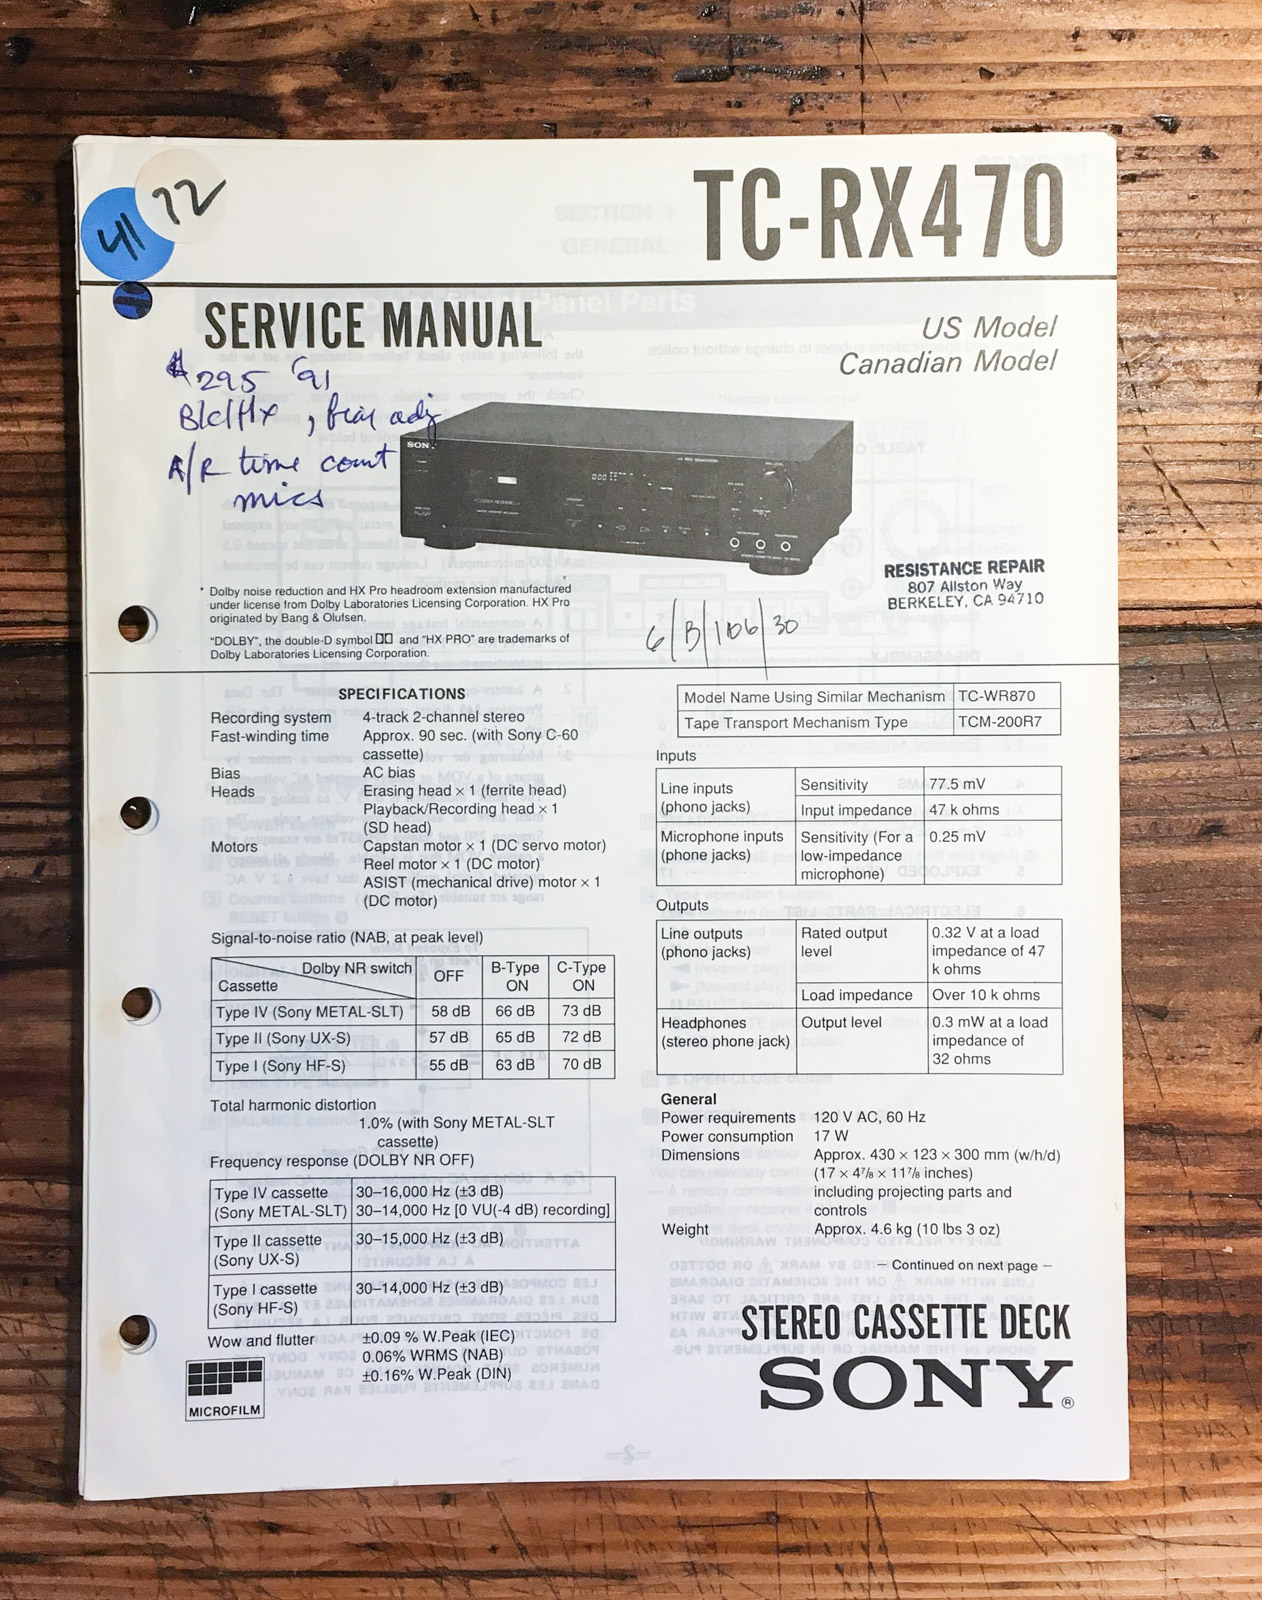 41
72
TC-RX470
SERVICE MANUAL
US Model
Canadian Model
$295 '91
B/C/Hx , bias adj
A/R time count
mics
SONY
RESISTANCE REPAIR
807 Allston Way
BERKELEY, CA 94710
6/B/106/30
* Dolby noise reduction and HX Pro headroom extension manufactured
under license from Dolby Laboratories Licensing Corporation. HX Pro
originated by Bang & Olufsen.
"DOLBY", the double-D symbol and "HX PRO" are trademarks of
Dolby Laboratories Licensing Corporation.
SPECIFICATIONS
Recording system 4-track 2-channel stereo
Fast-winding time Approx. 90 sec. (with Sony C-60
cassette)
Bias AC bias
Heads Erasing head × 1 (ferrite head)
Playback/Recording head × 1
(SD head)
Motors Capstan motor × 1 (DC servo motor)
Reel motor × 1 (DC motor)
ASIST (mechanical drive) motor × 1
(DC motor)
Signal-to-noise ratio (NAB, at peak level)
Dolby NR switch
Cassette
OFF
B-Type
ON
C-Type
ON
Type IV (Sony METAL-SLT) 58 dB 66 dB 73 dB
Type II (Sony UX-S) 57 dB 65 dB 72 dB
Type I (Sony HF-S) 55 dB 63 dB 70 dB
Total harmonic distortion
1.0% (with Sony METAL-SLT
cassette)
Frequency response (DOLBY NR OFF)
Type IV cassette 30–16,000 Hz (±3 dB)
(Sony METAL-SLT) 30–14,000 Hz [0 VU(-4 dB) recording]
Type II cassette 30–15,000 Hz (±3 dB)
(Sony UX-S)
Type I cassette 30–14,000 Hz (±3 dB)
(Sony HF-S)
Wow and flutter ±0.09 % W.Peak (IEC)
0.06% WRMS (NAB)
±0.16% W.Peak (DIN)
MICROFILM
Model Name Using Similar Mechanism TC-WR870
Tape Transport Mechanism Type TCM-200R7
Inputs
Line inputs
(phono jacks)
Sensitivity 77.5 mV
Input impedance 47 k ohms
Microphone inputs
(phone jacks)
Sensitivity (For a
low-impedance
microphone)
0.25 mV
Outputs
Line outputs
(phono jacks)
Rated output
level
0.32 V at a load
impedance of 47
k ohms
Load impedance Over 10 k ohms
Headphones
(stereo phone jack)
Output level
0.3 mW at a load
impedance of
32 ohms
General
Power requirements 120 V AC, 60 Hz
Power consumption 17 W
Dimensions Approx. 430 × 123 × 300 mm (w/h/d)
(17 × 4⅞ × 11⅞ inches)
including projecting parts and
controls
Weight Approx. 4.6 kg (10 lbs 3 oz)
— Continued on next page —
STEREO CASSETTE DECK
SONY®